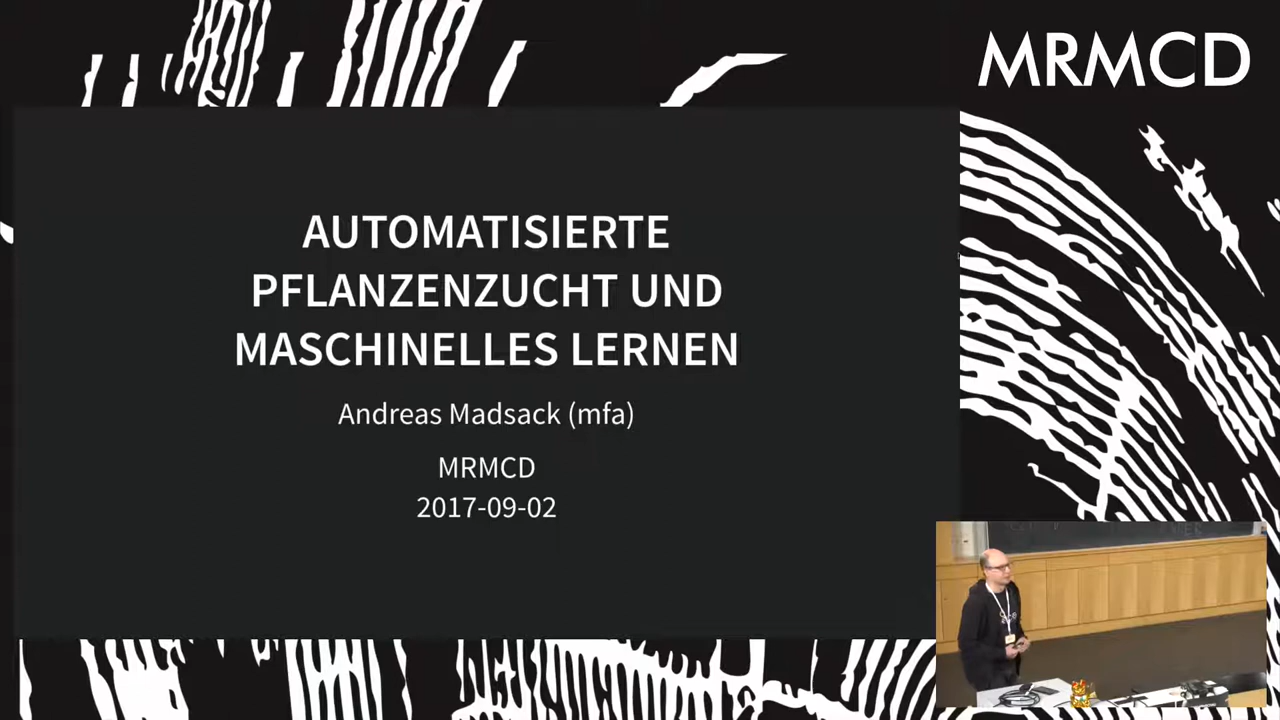 MRMCD
AUTOMATISIERTE
PFLANZENZUCHT UND
MASCHINELLES LERNEN
Andreas Madsack (mfa)
MRMCD
2017-09-02